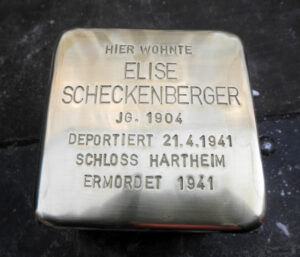 HIER WOHNTE
ELISE
SCHECKENBERGER
JG. 1904
DEPORTIERT 21.4.1941
SCHLOSS HARTHEIM
ERMORDET 1941